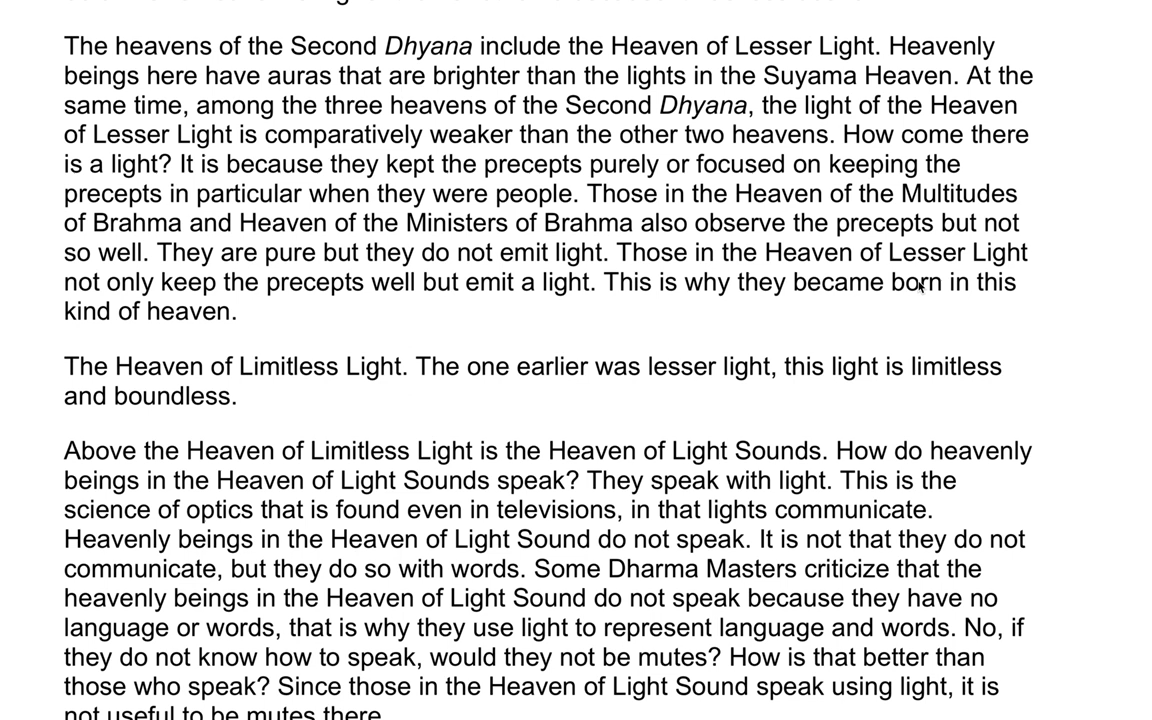 The heavens of the Second Dhyana include the Heaven of Lesser Light. Heavenly
beings here have auras that are brighter than the lights in the Suyama Heaven. At the
same time, among the three heavens of the Second Dhyana, the light of the Heaven
of Lesser Light is comparatively weaker than the other two heavens. How come there
is a light? It is because they kept the precepts purely or focused on keeping the
precepts in particular when they were people. Those in the Heaven of the Multitudes
of Brahma and Heaven of the Ministers of Brahma also observe the precepts but not
so well. They are pure but they do not emit light. Those in the Heaven of Lesser Light
not only keep the precepts well but emit a light. This is why they became born in this
kind of heaven.
The Heaven of Limitless Light. The one earlier was lesser light, this light is limitless
and boundless.
Above the Heaven of Limitless Light is the Heaven of Light Sounds. How do heavenly
beings in the Heaven of Light Sounds speak? They speak with light. This is the
science of optics that is found even in televisions, in that lights communicate.
Heavenly beings in the Heaven of Light Sound do not speak. It is not that they do not
communicate, but they do so with words. Some Dharma Masters criticize that the
heavenly beings in the Heaven of Light Sound do not speak because they have no
language or words, that is why they use light to represent language and words. No, if
they do not know how to speak, would they not be mutes? How is that better than
those who speak? Since those in the Heaven of Light Sound speak using light, it is
not useful to be mutes there.